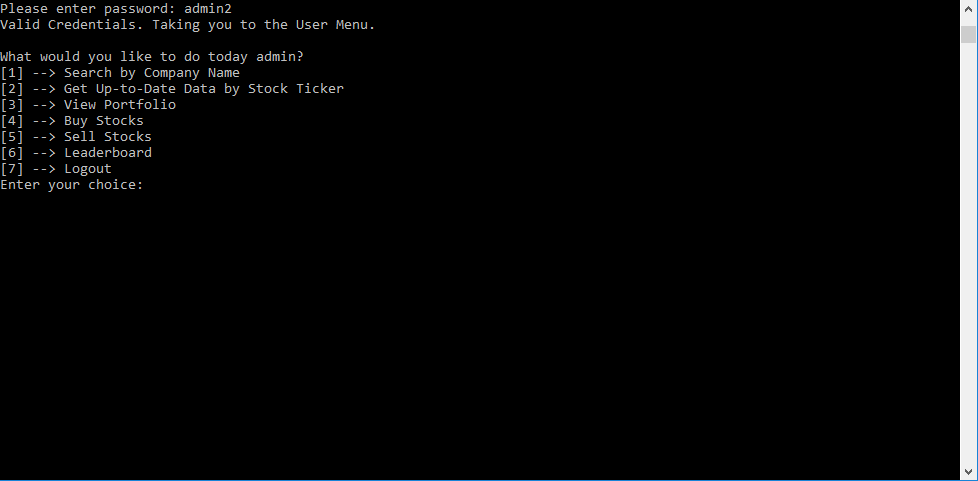 Please enter password: admin2
Valid Credentials. Taking you to the User Menu.
What would you like to do today admin?
[1] --> Search by Company Name
[2] --> Get Up-to-Date Data by Stock Ticker
[3] --> View Portfolio
[4] --> Buy Stocks
[5] --> Sell Stocks
[6] --> Leaderboard
[7] --> Logout
Enter your choice: